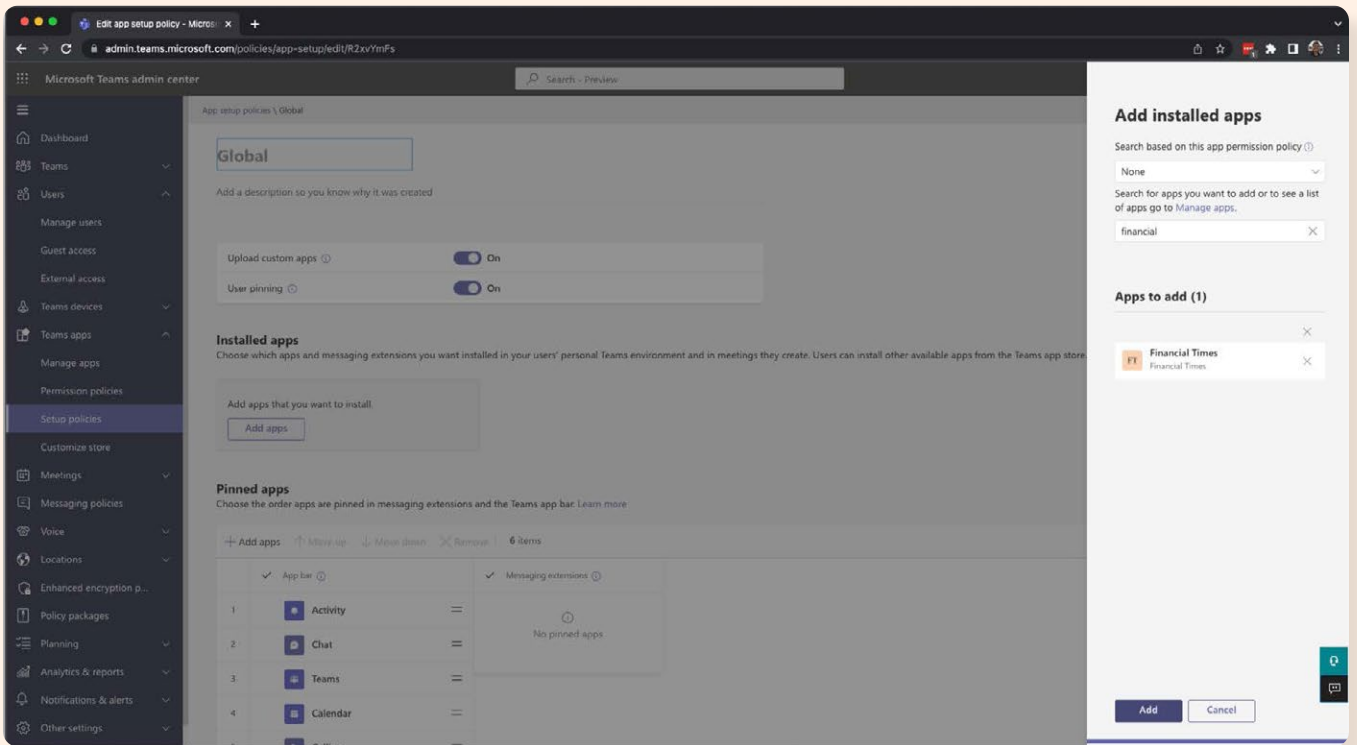 Edit app setup policy - Micros
admin.teams.microsoft.com/policies/app-setup/edit/R2xvYmFs
Microsoft Teams admin center
Search - Preview
App setup policies \ Global
Dashboard
Teams
Users
Manage users
Guest access
External access
Teams devices
Teams apps
Manage apps
Permission policies
Setup policies
Customize store
Meetings
Messaging policies
Voice
Locations
Enhanced encryption p...
Policy packages
Planning
Analytics & reports
Notifications & alerts
Other settings
Global
Add a description so you know why it was created
Upload custom apps
On
User pinning
On
Installed apps
Choose which apps and messaging extensions you want installed in your users' personal Teams environment and in meetings they create. Users can install other available apps from the Teams app store.
Add apps that you want to install
Add apps
Pinned apps
Choose the order apps are pinned in messaging extensions and the Teams app bar. Learn more
Add apps Move up Move down Remove 6 items
App bar
Messaging extensions
1 Activity
2 Chat
3 Teams
4 Calendar
No pinned apps
Add installed apps
Search based on this app permission policy
None
Search for apps you want to add or to see a list
of apps go to Manage apps.
financial
Apps to add (1)
FT
Financial Times
Financial Times
Add
Cancel